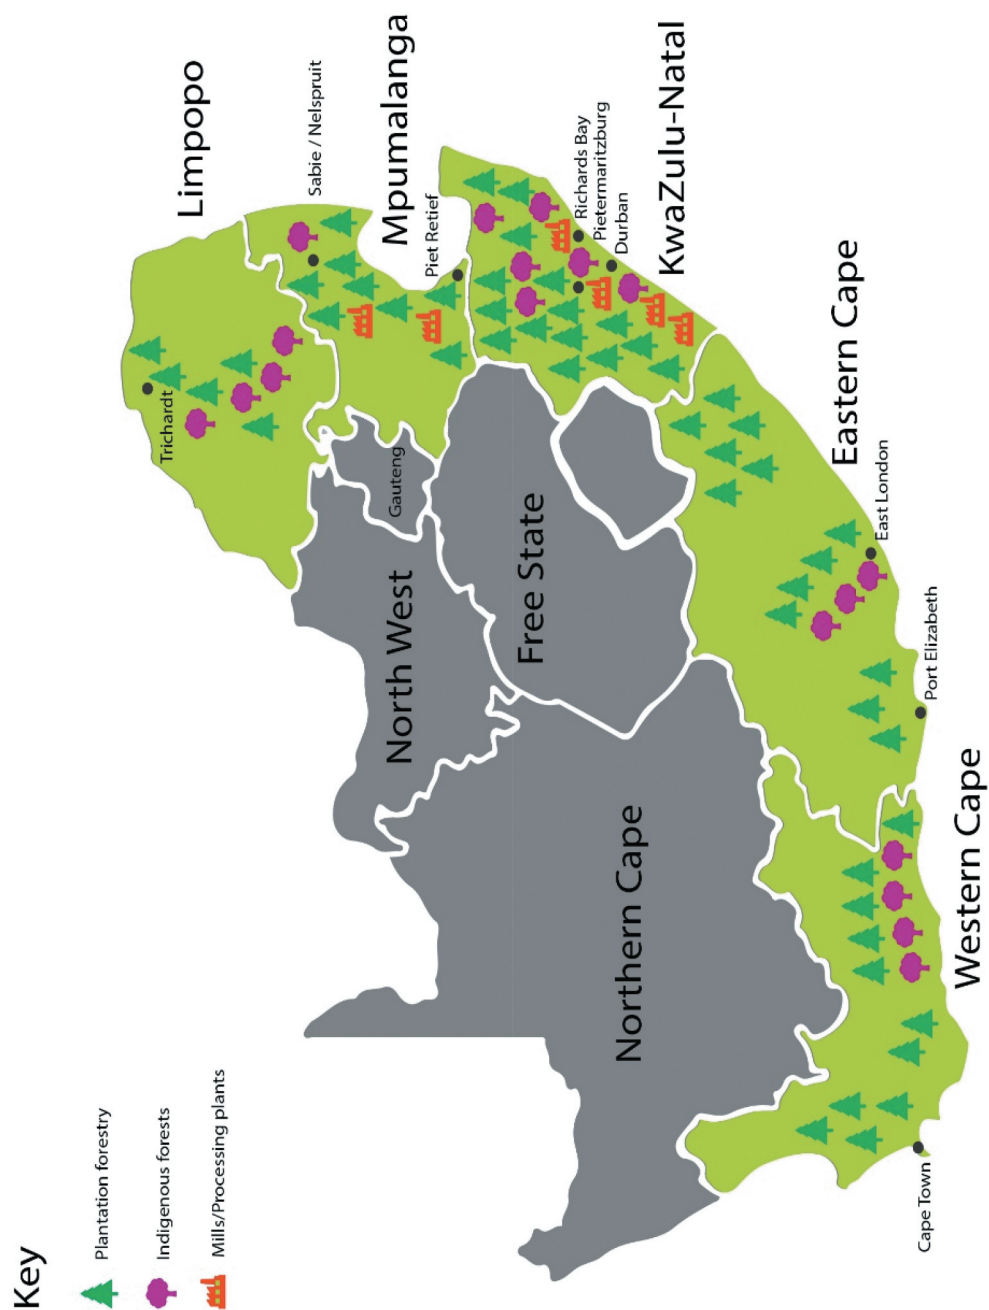 Key
Plantation forestry
Indigenous forests
Mills/Processing plants
Limpopo
Trichardt
Sabie / Nelspruit
Mpumalanga
Piet Retief
Gauteng
North West
Free State
Richards Bay
Pietermaritzburg
Durban
KwaZulu-Natal
Northern Cape
Eastern Cape
East London
Port Elizabeth
Western Cape
Cape Town